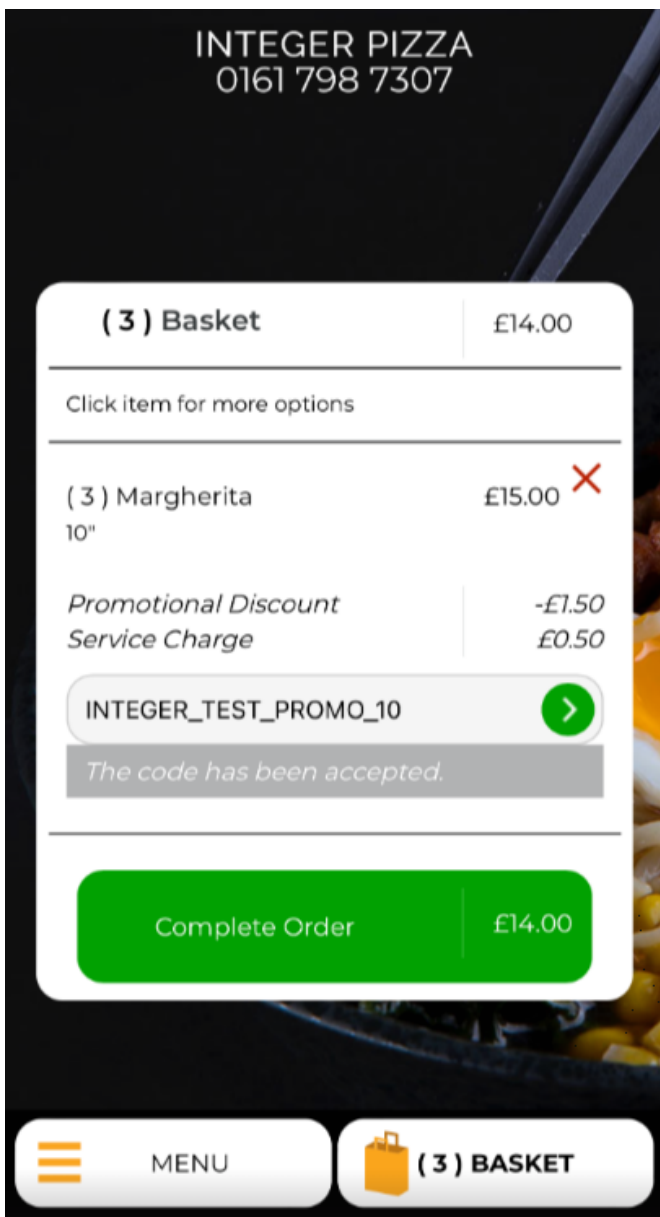 INTEGER PIZZA
0161 798 7307
( 3 ) Basket £14.00
Click item for more options
( 3 ) Margherita £15.00
10"
Promotional Discount -£1.50
Service Charge £0.50
INTEGER_TEST_PROMO_10
The code has been accepted.
Complete Order £14.00
MENU ( 3 ) BASKET